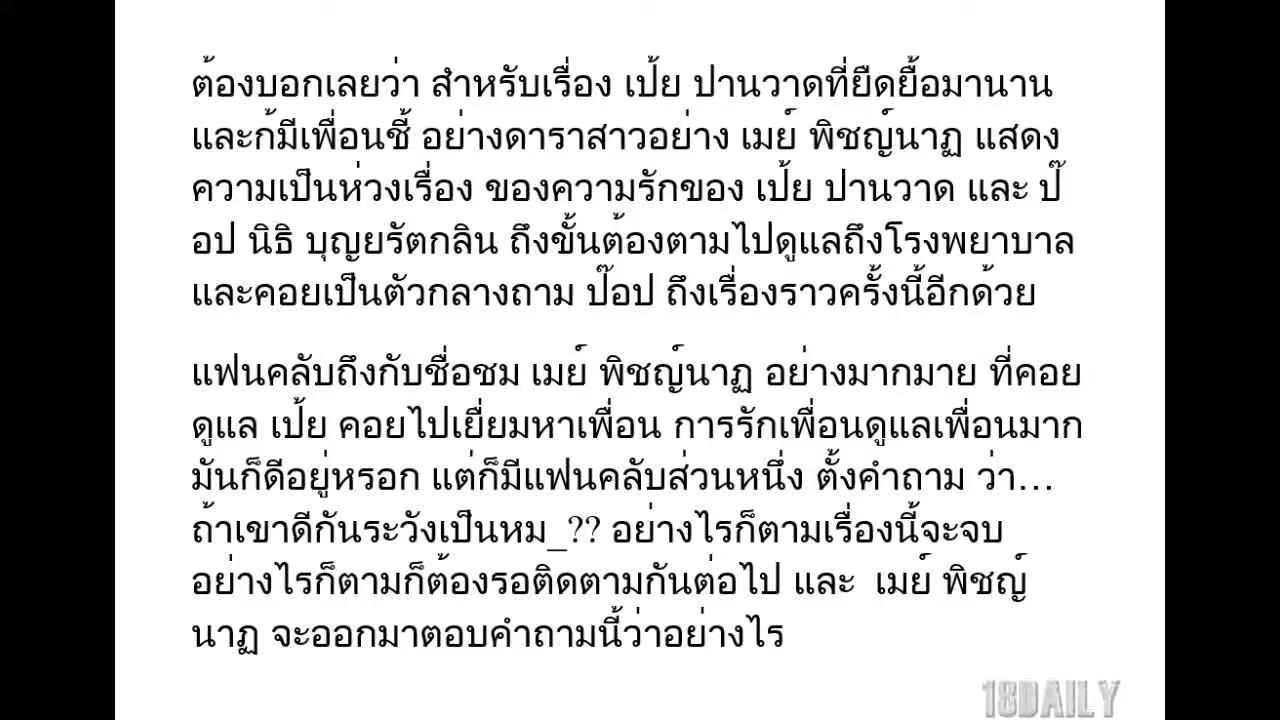 ต้องบอกเลยว่า สำหรับเรื่อง เป้ย ปานวาดที่ยืดยื้อมานาน
และก้มีเพื่อนชี้ อย่างดาราสาวอย่าง เมย์ พิชญ์นาฏ แสดง
ความเป็นห่วงเรื่อง ของความรักของ เป้ย ปานวาด และ ป๊
อป นิธิ บุญยรัตกลิน ถึงขั้นต้องตามไปดูแลถึงโรงพยาบาล
และคอยเป็นตัวกลางถาม ป๊อป ถึงเรื่องราวครั้งนี้อีกด้วย
แฟนคลับถึงกับชื่อชม เมย์ พิชญ์นาฏ อย่างมากมาย ที่คอย
ดูแล เป้ย คอยไปเยี่ยมหาเพื่อน การรักเพื่อนดูแลเพื่อนมาก
มันก็ดีอยู่หรอก แต่ก็มีแฟนคลับส่วนหนึ่ง ตั้งคำถาม ว่า...
ถ้าเขาดีกันระวังเป็นหม_?? อย่างไรก็ตามเรื่องนี้จะจบ
อย่างไรก็ตามก็ต้องรอติดตามกันต่อไป และ เมย์ พิชญ์
นาฏ จะออกมาตอบคำถามนี้ว่าอย่างไร
18DAILY